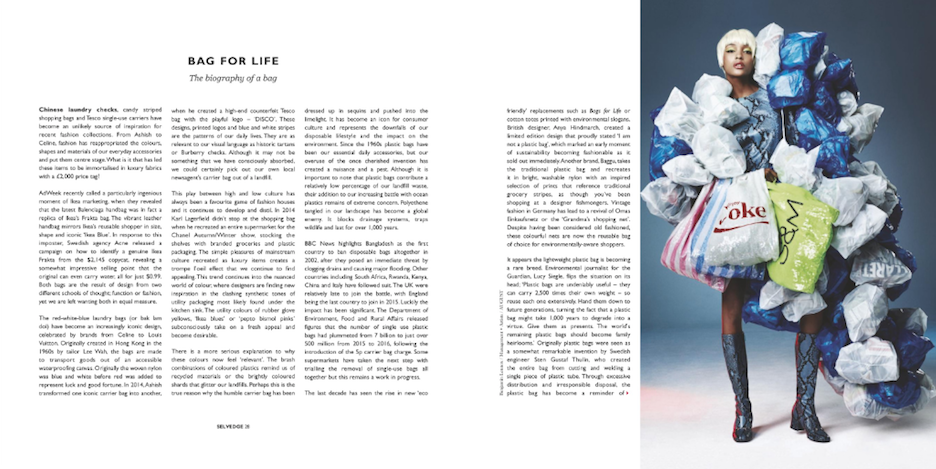 BAG FOR LIFE
The biography of a bag
Chinese laundry checks, candy striped
shopping bags and Tesco single-use carriers have
become an unlikely source of inspiration for
recent fashion collections. From Ashish to
Celine, fashion has reappropriated the colours,
shapes and materials of our everyday accessories
and put them centre stage. What is it that has led
these items to be immortalised in luxury fabrics
with a £2,000 price tag?
AdWeek recently called a particularly ingenious
moment of Ikea marketing, when they revealed
that the latest Balenciaga handbag was in fact a
replica of Ikea's Frakta bag. The vibrant leather
handbag mirrors Ikea's reusable shopper in size,
shape and iconic 'Ikea Blue'. In response to this
imposter, Swedish agency Acne released a
campaign on how to identify a genuine Ikea
Frakta from the $2,145 copycat, revealing a
somewhat impressive selling point that the
original can even carry water; all for just $0.99.
Both bags are the result of design from two
different schools of thought; function or fashion,
yet we are left wanting both in equal measure.
The red-white-blue laundry bags (or bak lam
dot) have become an increasingly iconic design,
celebrated by brands from Celine to Louis
Vuitton. Originally created in Hong Kong in the
1960s by tailor Lee Wah, the bags are made
to transport goods out of an accessible
waterproofing canvas. Originally the woven nylon
was blue and white before red was added to
represent luck and good fortune. In 2014, Ashish
transformed one iconic carrier bag into another,
when he created a high-end counterfeit Tesco
bag with the playful logo – 'DISCO'. These
designs, printed logos and blue and white stripes
are the patterns of our daily lives. They are as
relevant to our visual language as historic tartans
or Burberry checks. Although it may not be
something that we have consciously absorbed,
we could certainly pick out our own local
newsagent's carrier bag out of a landfill.
This play between high and low culture has
always been a favourite game of fashion houses
and it continues to develop and distil. In 2014
Karl Lagerfeld didn't stop at the shopping bag
when he recreated an entire supermarket for the
Chanel Autumn/Winter show, stocking the
shelves with branded groceries and plastic
packaging. The simple pleasures of mainstream
culture recreated as luxury items creates a
trompe l'oeil effect that we continue to find
appealing. This trend continues into the nuanced
world of colour, where designers are finding new
inspiration in the clashing synthetic tones of
utility packaging most likely found under the
kitchen sink. The utility colours of rubber glove
yellows, 'Ikea blues' or 'pepto bismol pinks'
subconsciously take on a fresh appeal and
become desirable.
There is a more serious explanation to why
these colours now feel 'relevant'. The brash
combinations of coloured plastics remind us of
recycled materials or the brightly coloured
shards that glitter our landfills. Perhaps this is the
true reason why the humble carrier bag has been
dressed up in sequins and pushed into the
limelight. It has become an icon for consumer
culture and represents the downfalls of our
disposable lifestyle and the impact on the
environment. Since the 1960s plastic bags have
been our essential daily accessories, but our
overuse of the once cherished invention has
created a nuisance and a pest. Although it is
important to note that plastic bags contribute a
relatively low percentage of our landfill waste,
their addition to our increasing battle with ocean
plastics remains of extreme concern. Polyethene
tangled in our landscape has become a global
enemy. It blocks drainage systems, traps
wildlife and last for over 1,000 years.
BBC News highlights Bangladesh as the first
country to ban disposable bags altogether in
2002, after they posed an immediate threat by
clogging drains and causing major flooding. Other
countries including South Africa, Rwanda, Kenya,
China and Italy have followed suit. The UK were
relatively late to join the battle, with England
being the last country to join in 2015. Luckily the
impact has been significant. The Department of
Environment, Food and Rural Affairs released
figures that the number of single use plastic
bags had plummeted from 7 billion to just over
500 million from 2015 to 2016, following the
introduction of the 5p carrier bag charge. Some
supermarkets have taken the next step with
trialling the removal of single-use bags all
together but this remains a work in progress.
The last decade has seen the rise in new 'eco
friendly' replacements such as Bags for Life or
cotton totes printed with environmental slogans.
British designer, Anya Hindmarch, created a
limited edition design that proudly stated 'I am
not a plastic bag', which marked an early moment
of sustainability becoming fashionable as it
sold out immediately. Another brand, Baggu, takes
the traditional plastic bag and recreates
it in bright, washable nylon with an inspired
selection of prints that reference traditional
grocery stripes, as though you've been
shopping at a designer fishmongers. Vintage
fashion in Germany has lead to a revival of Omas
Einkaufsnetz or the 'Grandma's shopping net'.
Despite having been considered old fashioned,
these colourful nets are now the reusable bag
of choice for environmentally-aware shoppers.
It appears the lightweight plastic bag is becoming
a rare breed. Environmental journalist for the
Guardian, Lucy Siegle, flips the situation on its
head. 'Plastic bags are undeniably useful – they
can carry 2,500 times their own weight – so
reuse each one extensively. Hand them down to
future generations, turning the fact that a plastic
bag might take 1,000 years to degrade into a
virtue. Give them as presents. The world's
remaining plastic bags should become family
heirlooms.' Originally plastic bags were seen as
a somewhat remarkable invention by Swedish
engineer Sten Gustaf Thulin, who created
the entire bag from cutting and welding a
single piece of plastic. Through excessive
distribution and irresponsible disposal, the
plastic bag has become a reminder of
SELVEDGE 28
oke